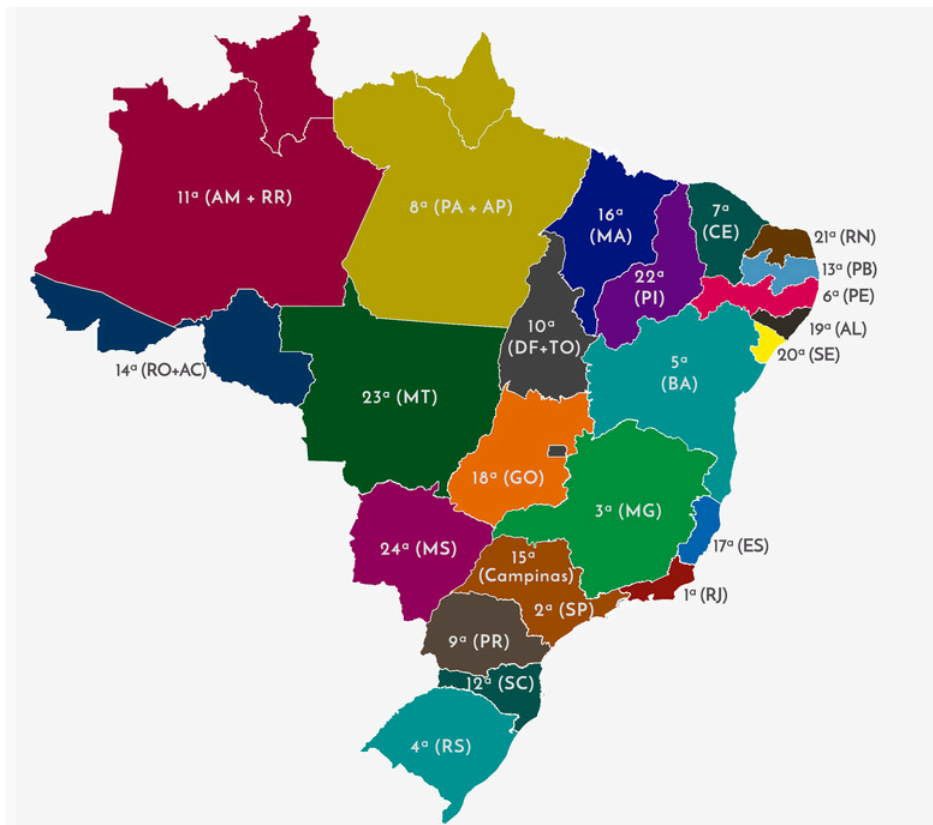 11ª (AM + RR)
8ª (PA + AP)
16ª
(MA)
7ª
(CE)
21ª (RN)
13ª (PB)
22ª
(PI)
6ª (PE)
19ª (AL)
20ª (SE)
10ª
(DF+TO)
5ª
(BA)
14ª (RO+AC)
23ª (MT)
18ª (GO)
3ª (MG)
24ª (MS)
17ª (ES)
15ª
(Campinas)
1ª (RJ)
2ª (SP)
9ª (PR)
12ª (SC)
4ª (RS)